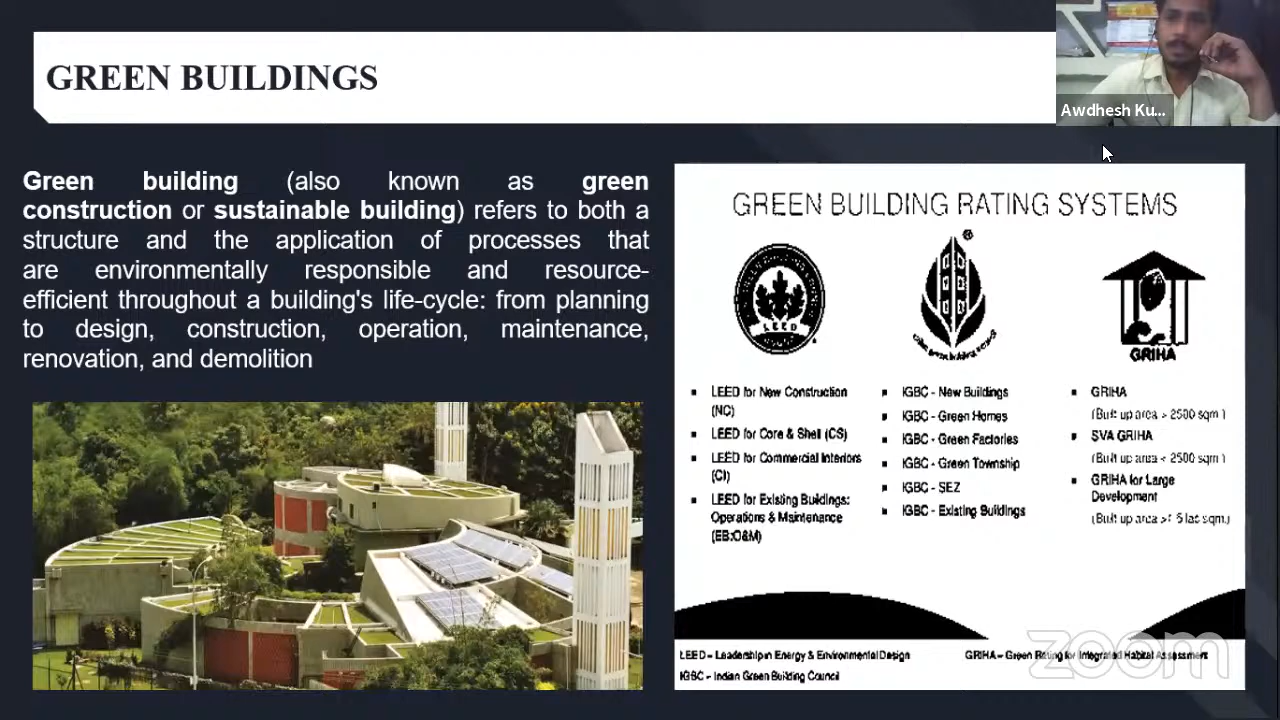 GREEN BUILDINGS
Awdhesh Ku...
Green building (also known as green
construction or sustainable building) refers to both a
structure and the application of processes that
are environmentally responsible and resource-
efficient throughout a building's life-cycle: from planning
to design, construction, operation, maintenance,
renovation, and demolition
GREEN BUILDING RATING SYSTEMS
LEED
GRIHA
LEED for New Construction
(NC)
LEED for Core & Shell (CS)
LEED for Commercial Interiors
(CI)
LEED for Existing Buildings:
Operations & Maintenance
(EB:O&M)
IGBC - New Buildings
IGBC - Green Homes
IGBC - Green Factories
IGBC - Green Township
IGBC - SEZ
IGBC - Existing Buildings
GRIHA
(Built up area > 2500 sqm )
SVA GRIHA
(Built up area < 2500 sqm )
GRIHA for Large
Development
(Built up area >= 5 lac sqm.)
LEED – Leadership in Energy & Environmental Design
GRIHA – Green Rating for Integrated Habitat Assessment
IGBC – Indian Green Building Council
zoom